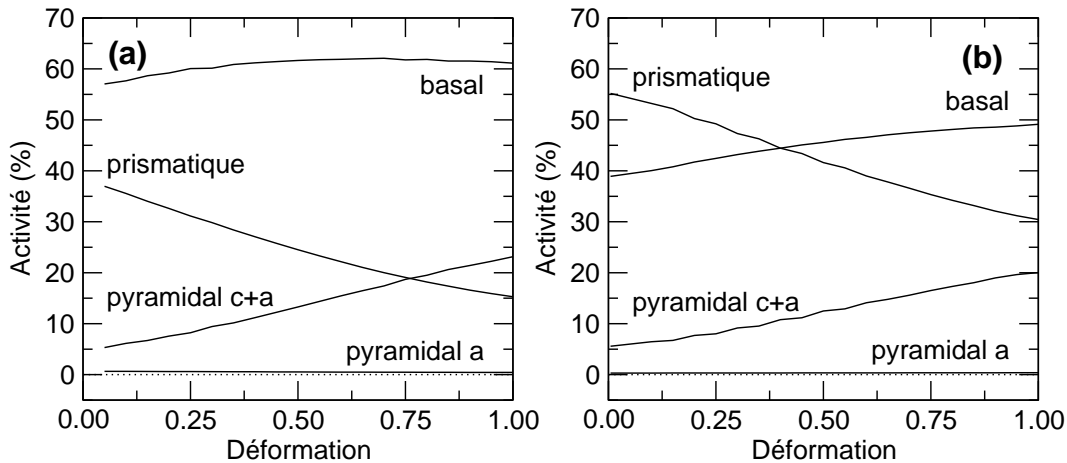 70
60
50
40
30
20
10
0
Activité (%)
(a)
basal
prismatique
pyramidal c+a
pyramidal a
0.00 0.25 0.50 0.75 1.00
Déformation
70
60
50
40
30
20
10
0
Activité (%)
(b)
prismatique
basal
pyramidal c+a
pyramidal a
0.00 0.25 0.50 0.75 1.00
Déformation